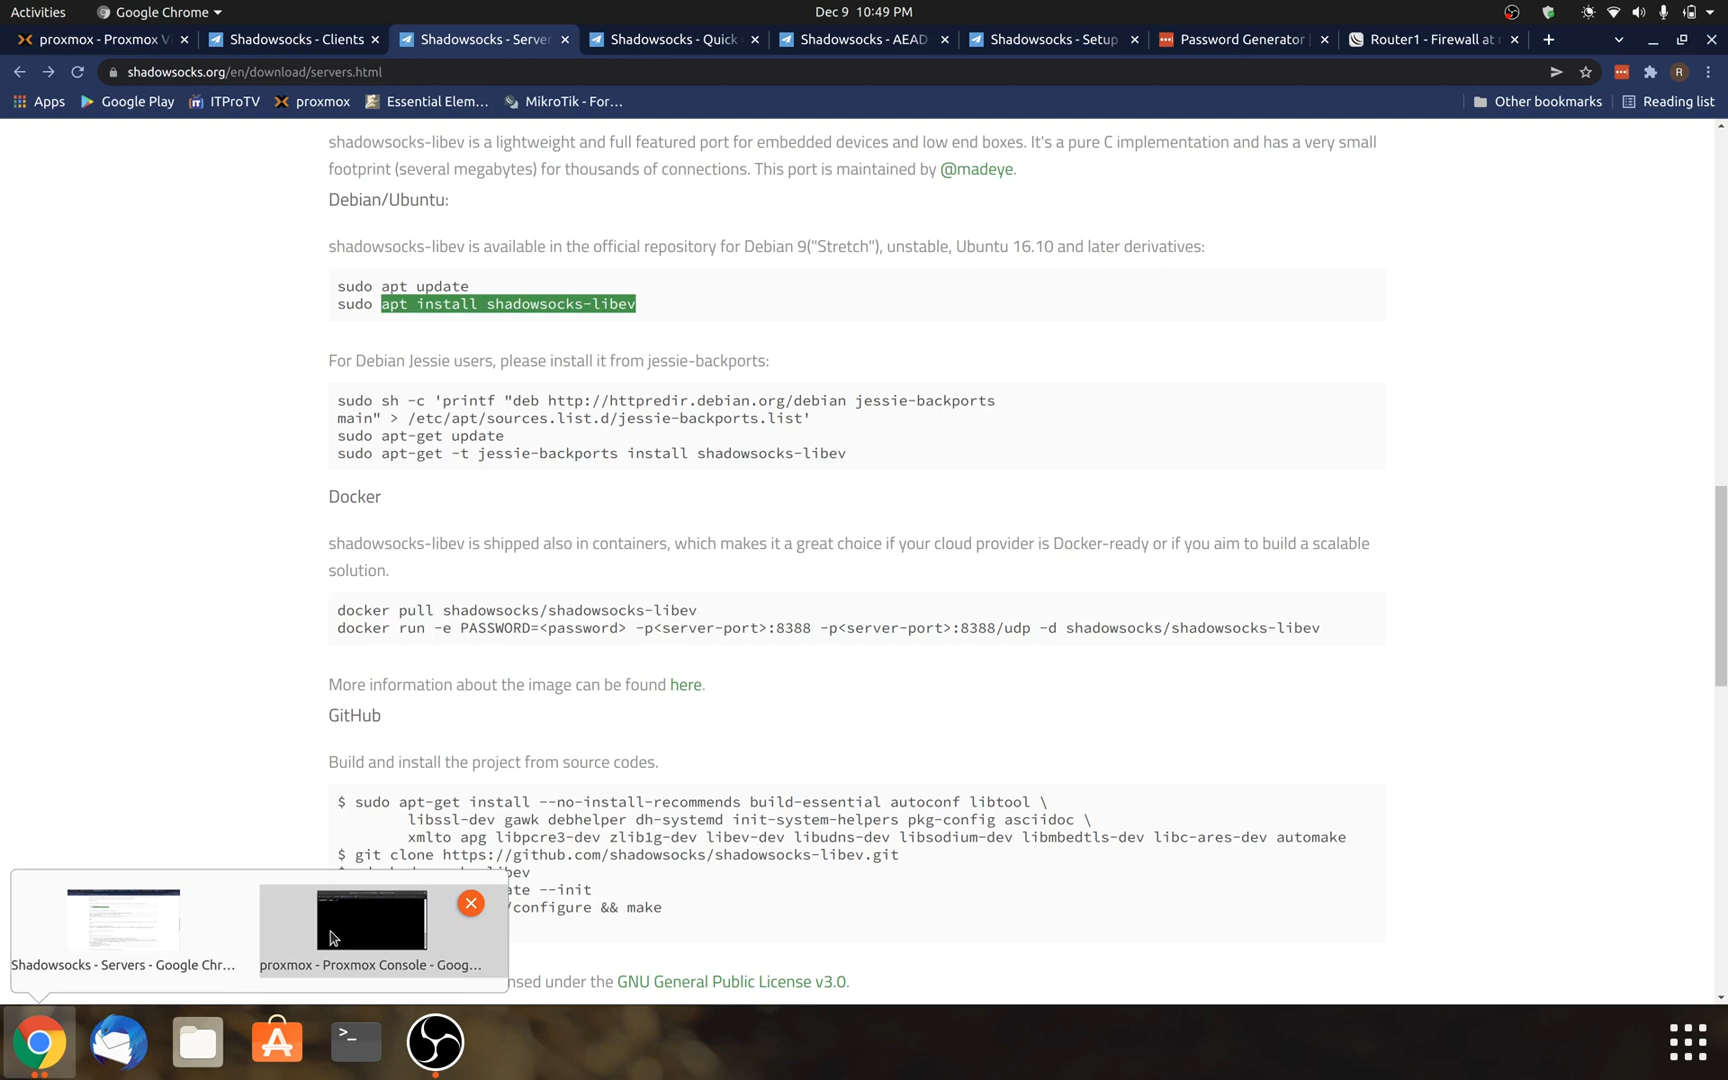 Activities
Google Chrome
Dec 9 10:49 PM
proxmox - Proxmox V
Shadowsocks - Clients
Shadowsocks - Server
Shadowsocks - Quick
Shadowsocks - AEAD
Shadowsocks - Setup
Password Generator
Router1 - Firewall at
shadowsocks.org/en/download/servers.html
R
Apps
Google Play
ITProTV
proxmox
Essential Elem...
MikroTik - For...
Other bookmarks
Reading list
shadowsocks-libev is a lightweight and full featured port for embedded devices and low end boxes. It's a pure C implementation and has a very small
footprint (several megabytes) for thousands of connections. This port is maintained by @madeye.
Debian/Ubuntu:
shadowsocks-libev is available in the official repository for Debian 9("Stretch"), unstable, Ubuntu 16.10 and later derivatives:
sudo apt update
sudo apt install shadowsocks-libev
For Debian Jessie users, please install it from jessie-backports:
sudo sh -c 'printf "deb http://httpredir.debian.org/debian jessie-backports
main" > /etc/apt/sources.list.d/jessie-backports.list'
sudo apt-get update
sudo apt-get -t jessie-backports install shadowsocks-libev
Docker
shadowsocks-libev is shipped also in containers, which makes it a great choice if your cloud provider is Docker-ready or if you aim to build a scalable
solution.
docker pull shadowsocks/shadowsocks-libev
docker run -e PASSWORD=<password> -p<server-port>:8388 -p<server-port>:8388/udp -d shadowsocks/shadowsocks-libev
More information about the image can be found here.
GitHub
Build and install the project from source codes.
$ sudo apt-get install --no-install-recommends build-essential autoconf libtool \
libssl-dev gawk debhelper dh-systemd init-system-helpers pkg-config asciidoc \
xmlto apg libpcre3-dev zlib1g-dev libev-dev libudns-dev libsodium-dev libmbedtls-dev libc-ares-dev automake
$ git clone https://github.com/shadowsocks/shadowsocks-libev.git
ate --init
/configure && make
nsed under the GNU General Public License v3.0.
Shadowsocks - Servers - Google Chr...
proxmox - Proxmox Console - Goog...